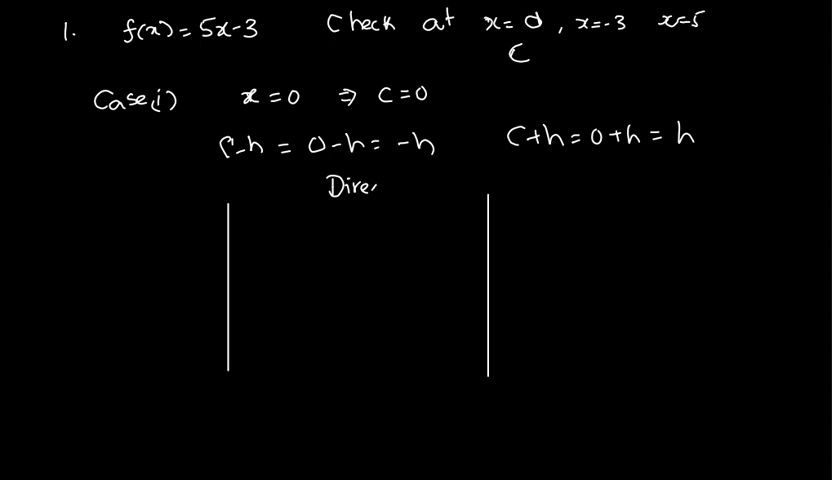 1. f(x) = 5x-3 Check at x= 0, x=-3 x=5
C
Case(i) x=0 ⇒ C=0
C-h = 0-h = -h C+h = 0+h = h
Dire